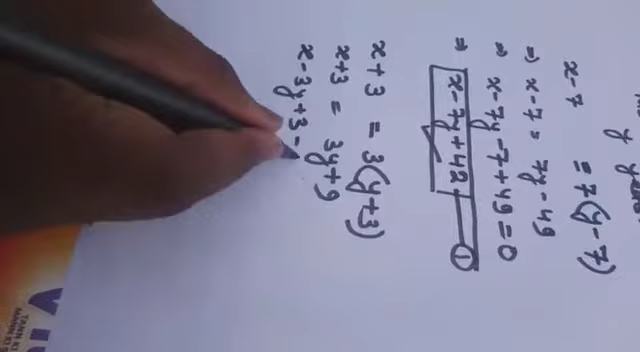 x-7 = 7(y-7)
⇒ x-7 = 7y-49
⇒ x-7y-7+49=0
⇒ x-7y+42 ①
x+3 = 3(y+3)
x+3 = 3y+9
x-3y+3-